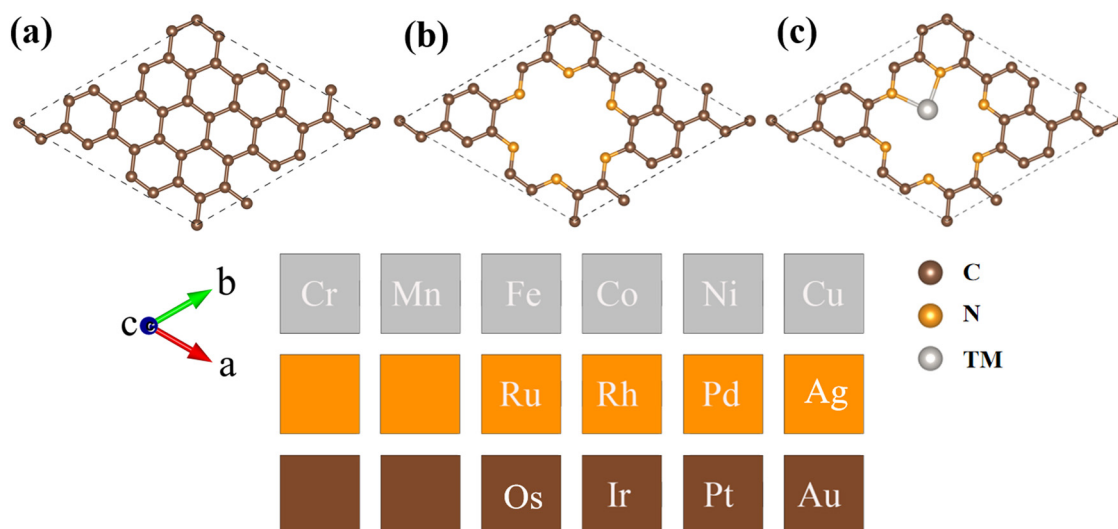 (a) (b) (c)
b
c
a
Cr Mn Fe Co Ni Cu
Ru Rh Pd Ag
Os Ir Pt Au
C
N
TM